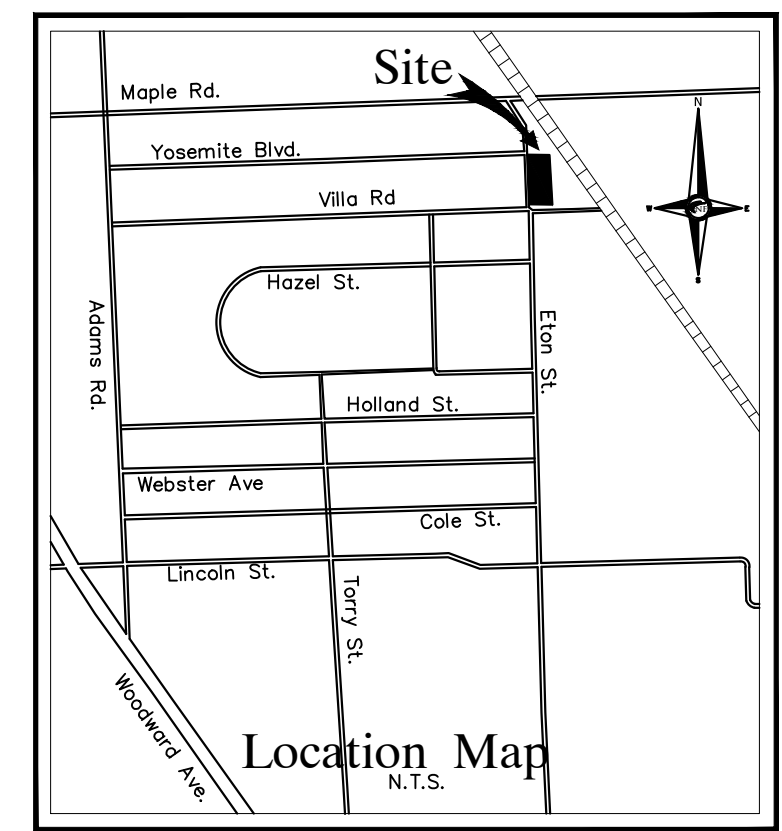 Site
Maple Rd.
N
Yosemite Blvd.
Villa Rd
W
E
S
Hazel St.
Adams Rd.
Eton St.
Holland St.
Webster Ave
Cole St.
Lincoln St.
Torry St.
Woodward Ave.
Location Map
N.T.S.